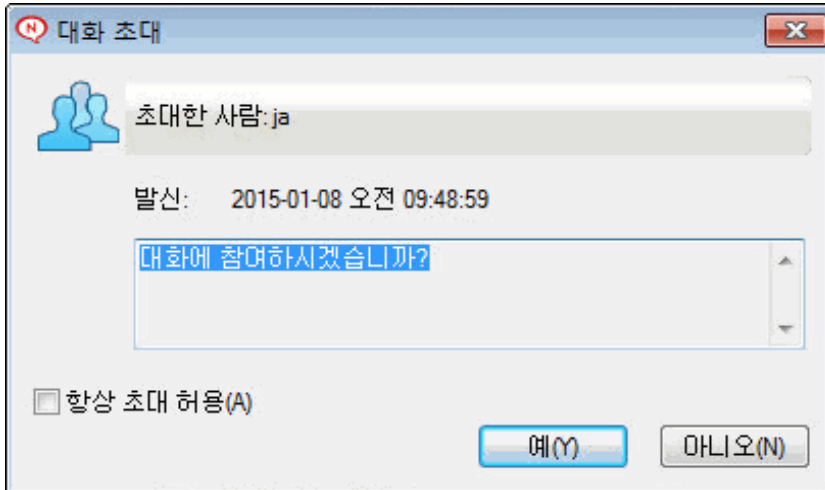 대화 초대
초대한 사람: ja
발신: 2015-01-08 오전 09:48:59
대화에 참여하시겠습니까?
항상 초대 허용(A)
예(Y) 아니오(N)